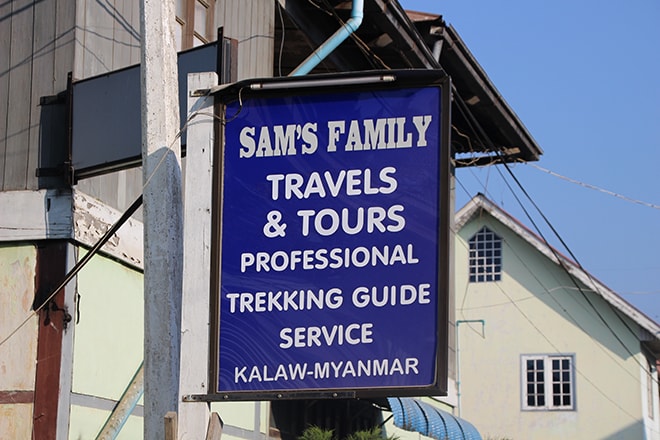 SAM'S FAMILY
TRAVELS
& TOURS
PROFESSIONAL
TREKKING GUIDE
SERVICE
KALAW-MYANMAR